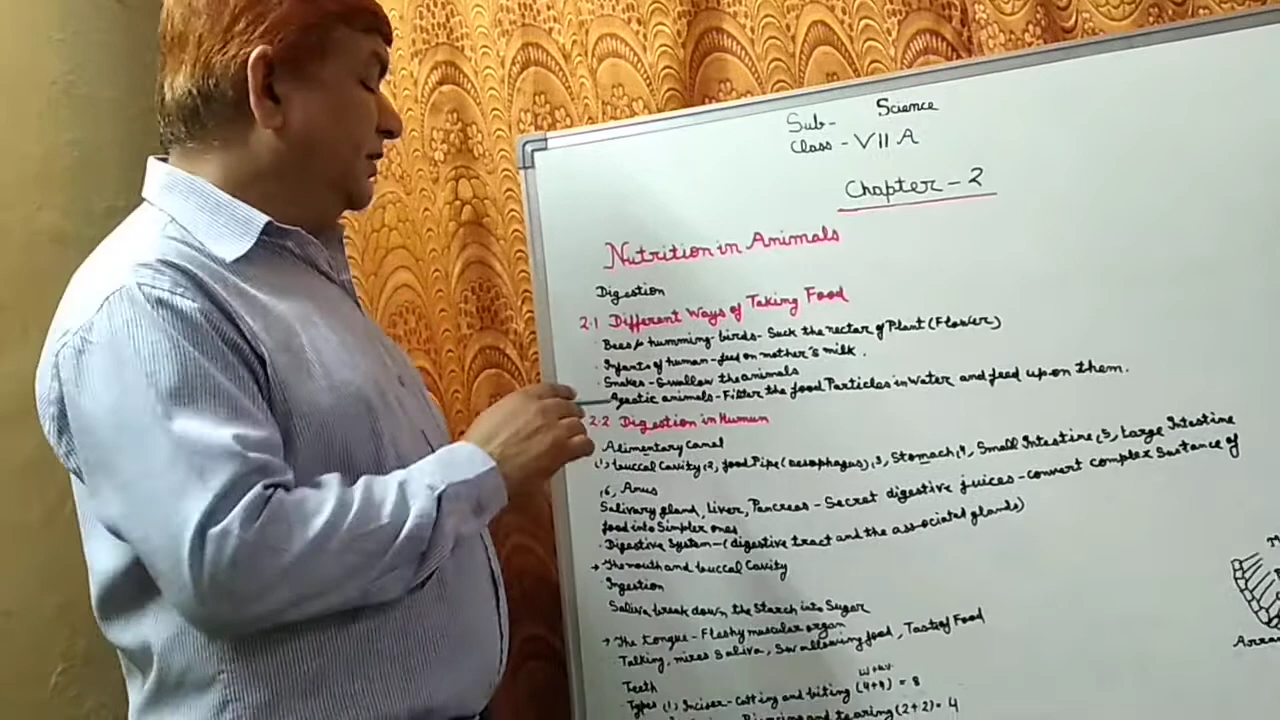 Sub- Science
Class - VII A
Chapter - 2
Nutrition in Animals
Digestion
2.1 Different Ways of Taking Food
Bees humming-birds- Suck the nectar of Plant (Flower)
· Infants of human - feed on mother's milk.
· Snakes - Swallow the animals
Aquatic animals - Filter the food Particles in water and feed upon them.
2.2 Digestion in Human
Alimentary Canal
(1) buccal Cavity (2, food Pipe (oesophagus), 3, Stomach, 4, Small Intestine (5, Large Intestine
(6, Anus
Salivary gland, Liver, Pancreas - Secret digestive juices - convert complex Sustance of
food into Simpler ones
· Digestive System - (digestive tract and the associated glands)
→ The mouth and buccal Cavity
Ingestion
Saliva break down the Starch into Sugar
→ The tongue - Fleshy muscular organ
Talking, mixes Saliva, Swallowing food, Taste of Food
Teeth
Types (1) Inciser - Cutting and biting (4+4) = 8
Piercing and tearing (2+2) = 4